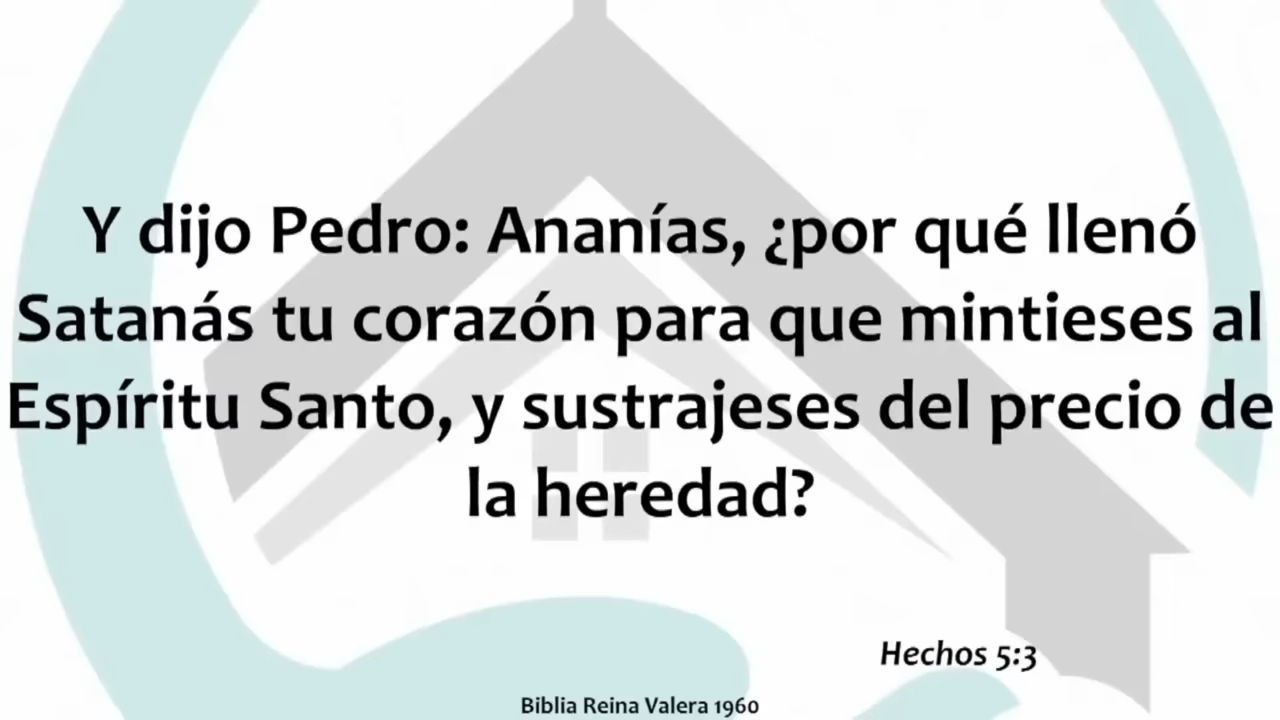 Y dijo Pedro: Ananías, ¿por qué llenó
Satanás tu corazón para que mintieses al
Espíritu Santo, y sustrajeses del precio de
la heredad?
Hechos 5:3
Biblia Reina Valera 1960